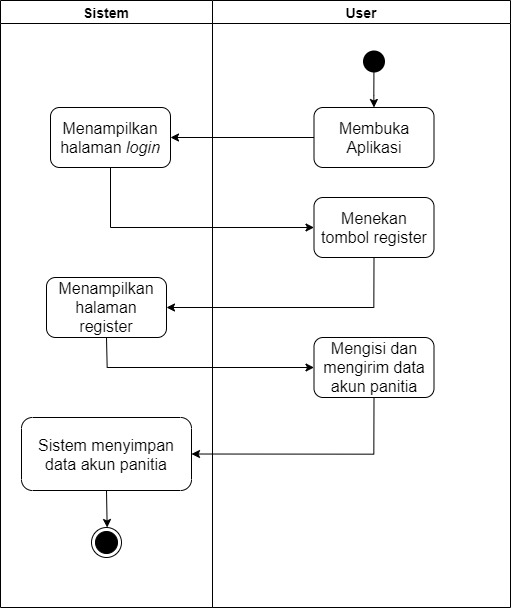 Sistem
User
Membuka
Aplikasi
Menampilkan
halaman login
Menekan
tombol register
Menampilkan
halaman
register
Mengisi dan
mengirim data
akun panitia
Sistem menyimpan
data akun panitia